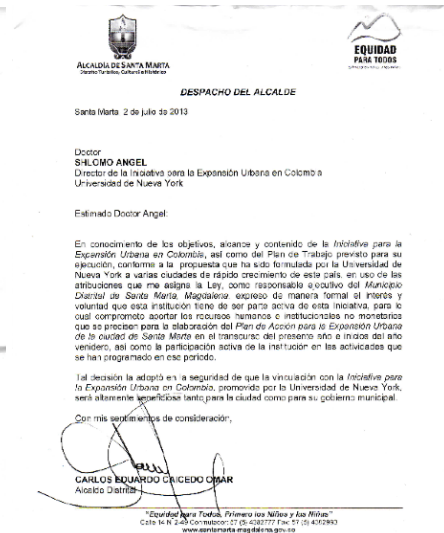 ALCALDÍA DE SANTA MARTA
Distrito Turístico, Cultural e Histórico
EQUIDAD
PARA TODOS
DESPACHO DEL ALCALDE
Santa Marta 2 de julio de 2013
Doctor
SHLOMO ANGEL
Director de la Iniciativa para la Expansión Urbana en Colombia
Universidad de Nueva York
Estimado Doctor Angel:
En conocimiento de los objetivos, alcance y contenido de la Iniciativa para la
Expansión Urbana en Colombia, así como del Plan de Trabajo previsto para su
ejecución, conforme a la propuesta que ha sido formulada por la Universidad de
Nueva York a varias ciudades de rápido crecimiento de este país, en uso de las
atribuciones que me asigna la Ley, como responsable ejecutivo del Municipio
Distrital de Santa Marta, Magdalena, expreso de manera formal el interés y
voluntad que esta institución tiene de ser parte activa de esta Iniciativa, para lo
cual comprometo aportar los recursos humanos e institucionales no monetarios
que se precisen para la elaboración del Plan de Acción para la Expansión Urbana
de la ciudad de Santa Marta en el transcurso del presente año e inicios del año
venidero, así como la participación activa de la institución en las actividades que
se han programado en ese período.
Tal decisión la adoptó en la seguridad de que la vinculación con la Iniciativa para
la Expansión Urbana en Colombia, promovida por la Universidad de Nueva York,
será altamente beneficiosa tanto para la ciudad como para su gobierno municipal.
Con mis sentimientos de consideración,
CARLOS EDUARDO CAICEDO OMAR
Alcalde Distrital
"Equidad para Todos, Primero los Niños y las Niñas"
Calle 14 N 2-49 Conmutador: 57 (5) 4382777 Fax: 57 (5) 4382993
www.santamarta-magdalena.gov.co